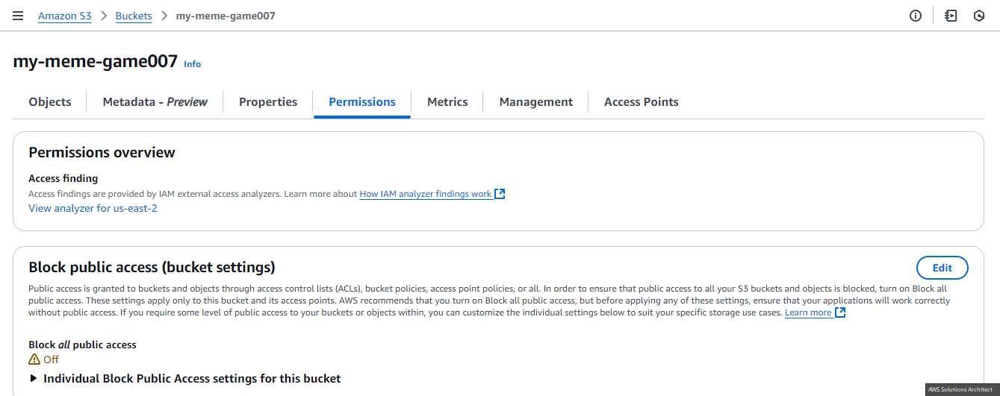 Amazon S3 > Buckets > my-meme-game007
my-meme-game007 Info
Objects Metadata - Preview Properties Permissions Metrics Management Access Points
Permissions overview
Access finding
Access findings are provided by IAM external access analyzers. Learn more about How IAM analyzer findings work
View analyzer for us-east-2
Block public access (bucket settings) Edit
Public access is granted to buckets and objects through access control lists (ACLs), bucket policies, access point policies, or all. In order to ensure that public access to all your S3 buckets and objects is blocked, turn on Block all
public access. These settings apply only to this bucket and its access points. AWS recommends that you turn on Block all public access, but before applying any of these settings, ensure that your applications will work correctly
without public access. If you require some level of public access to your buckets or objects within, you can customize the individual settings below to suit your specific storage use cases. Learn more
Block all public access
Off
Individual Block Public Access settings for this bucket
AWS Solutions Architect